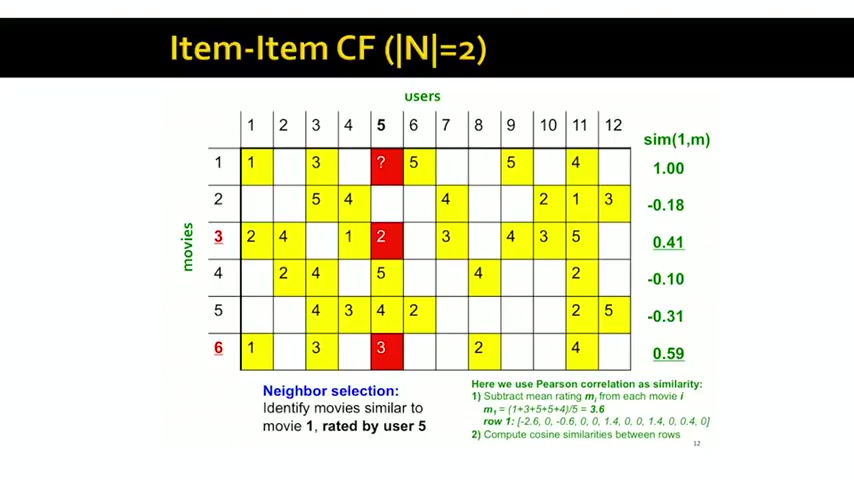 Item-Item CF (|N|=2)
users
1 2 3 4 5 6 7 8 9 10 11 12
sim(1,m)
1 1 3 ? 5 5 4 1.00
2 5 4 4 2 1 3 -0.18
movies
3 2 4 1 2 3 4 3 5 0.41
4 2 4 5 4 2 -0.10
5 4 3 4 2 2 5 -0.31
6 1 3 3 2 4 0.59
Neighbor selection:
Identify movies similar to
movie 1, rated by user 5
Here we use Pearson correlation as similarity:
1) Subtract mean rating mi from each movie i
m1 = (1+3+5+5+4)/5 = 3.6
row 1: [-2.6, 0, -0.6, 0, 0, 1.4, 0, 0, 1.4, 0, 0.4, 0]
2) Compute cosine similarities between rows
12